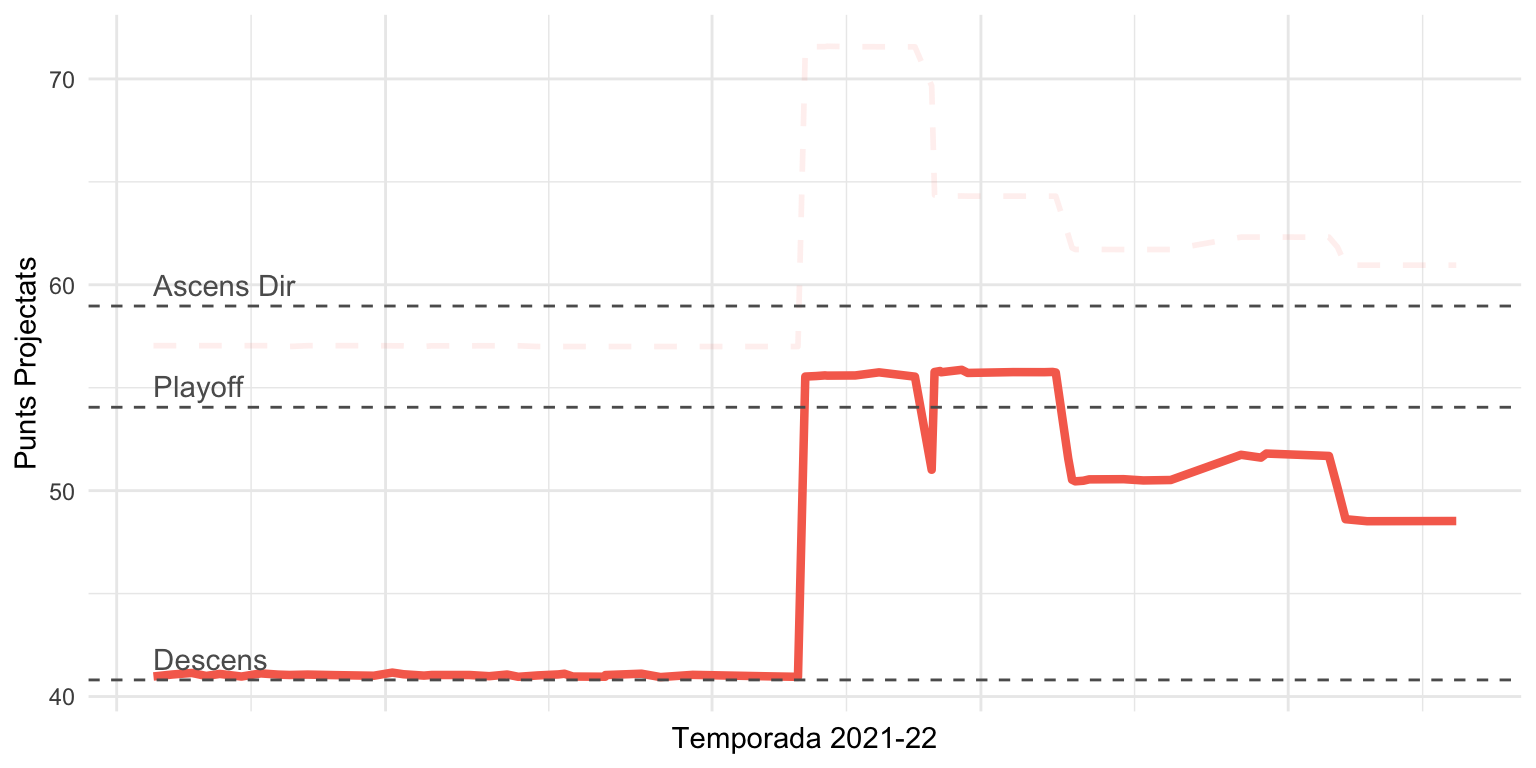 70
60
50
40
Punts Projectats
Ascens Dir
Playoff
Descens
Temporada 2021-22